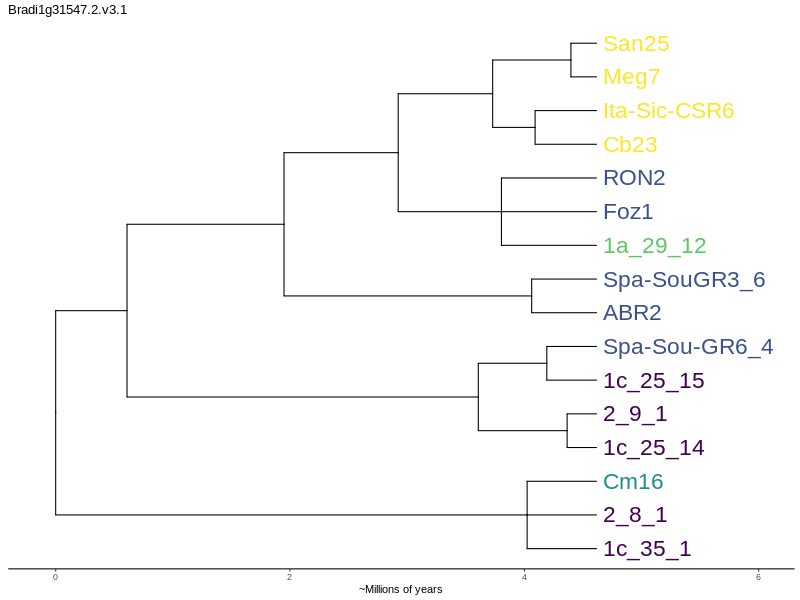 Bradi1g31547.2.v3.1
San25
Meg7
Ita-Sic-CSR6
Cb23
RON2
Foz1
1a_29_12
Spa-SouGR3_6
ABR2
Spa-Sou-GR6_4
1c_25_15
2_9_1
1c_25_14
Cm16
2_8_1
1c_35_1
0 2 4 6
~Millions of years